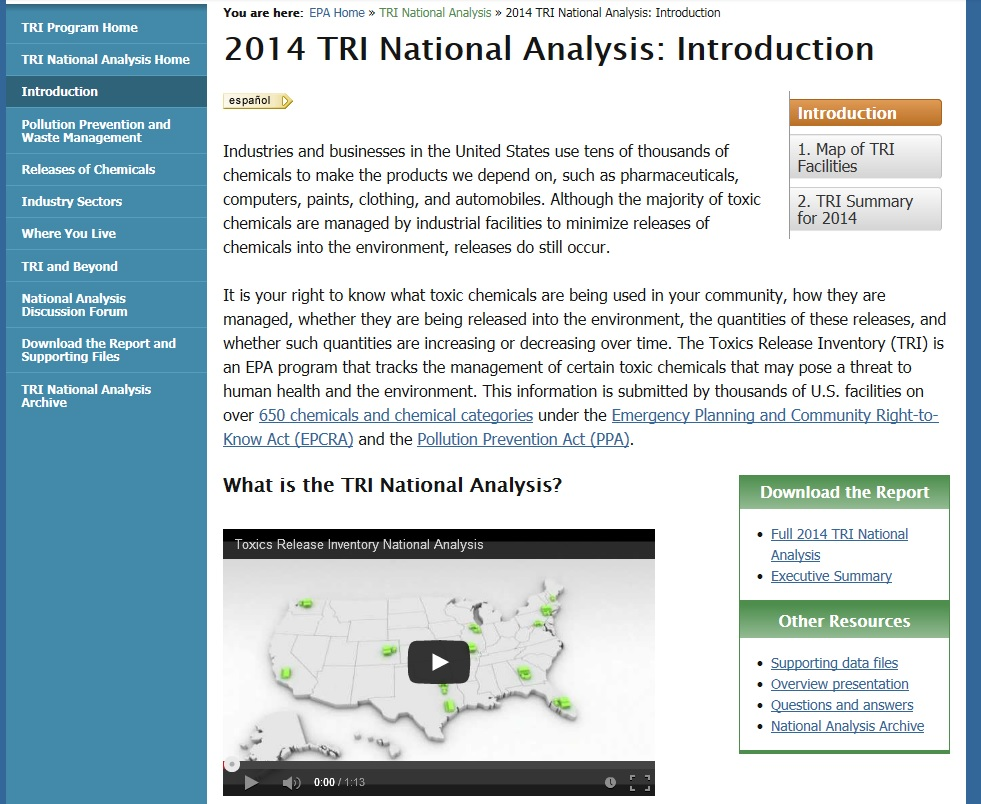 You are here: EPA Home » TRI National Analysis » 2014 TRI National Analysis: Introduction
2014 TRI National Analysis: Introduction
TRI Program Home
TRI National Analysis Home
Introduction
Pollution Prevention and
Waste Management
Releases of Chemicals
Industry Sectors
Where You Live
TRI and Beyond
National Analysis
Discussion Forum
Download the Report and
Supporting Files
TRI National Analysis
Archive
español
Introduction
1. Map of TRI
Facilities
2. TRI Summary
for 2014
Industries and businesses in the United States use tens of thousands of
chemicals to make the products we depend on, such as pharmaceuticals,
computers, paints, clothing, and automobiles. Although the majority of toxic
chemicals are managed by industrial facilities to minimize releases of
chemicals into the environment, releases do still occur.
It is your right to know what toxic chemicals are being used in your community, how they are
managed, whether they are being released into the environment, the quantities of these releases, and
whether such quantities are increasing or decreasing over time. The Toxics Release Inventory (TRI) is
an EPA program that tracks the management of certain toxic chemicals that may pose a threat to
human health and the environment. This information is submitted by thousands of U.S. facilities on
over 650 chemicals and chemical categories under the Emergency Planning and Community Right-to-
Know Act (EPCRA) and the Pollution Prevention Act (PPA).
What is the TRI National Analysis?
Toxics Release Inventory National Analysis
0:00 / 1:13
Download the Report
• Full 2014 TRI National
Analysis
• Executive Summary
Other Resources
• Supporting data files
• Overview presentation
• Questions and answers
• National Analysis Archive